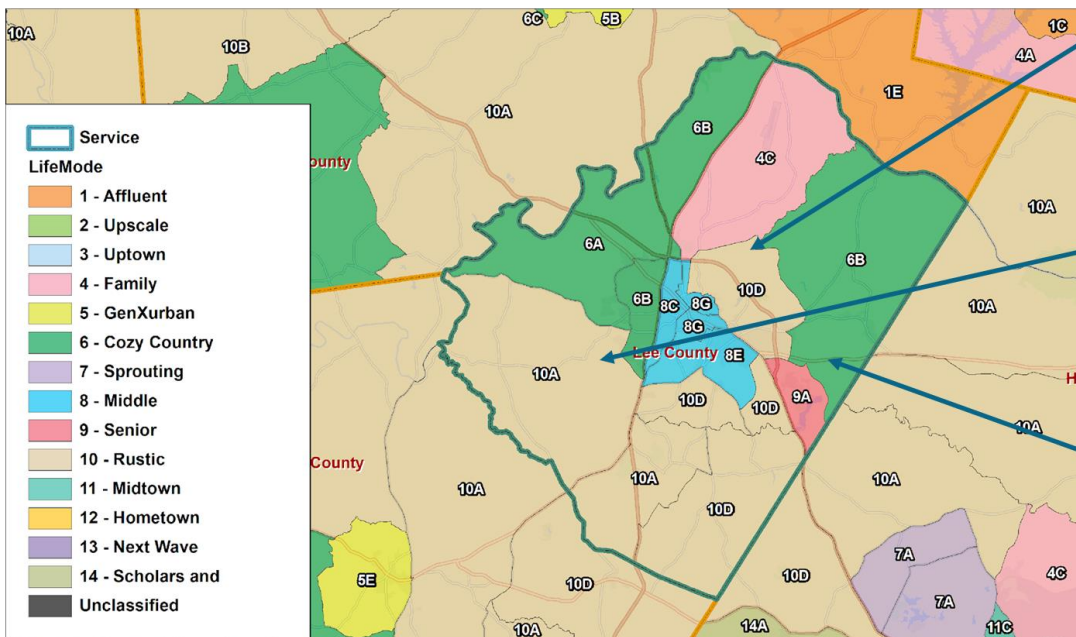 6C
5B
1C
10A
10B
4A
1E
10A
6B
4C
ounty
10A
6A
6B
10D
6B
8C
8G
8G
10A
Lee County
8E
10A
H
10D
10D
9A
10A
County
10A
10A
10A
10D
7A
5E
10D
10D
4C
7A
10A
14A
11C
Service
LifeMode
1 - Affluent
2 - Upscale
3 - Uptown
4 - Family
5 - GenXurban
6 - Cozy Country
7 - Sprouting
8 - Middle
9 - Senior
10 - Rustic
11 - Midtown
12 - Hometown
13 - Next Wave
14 - Scholars and
Unclassified